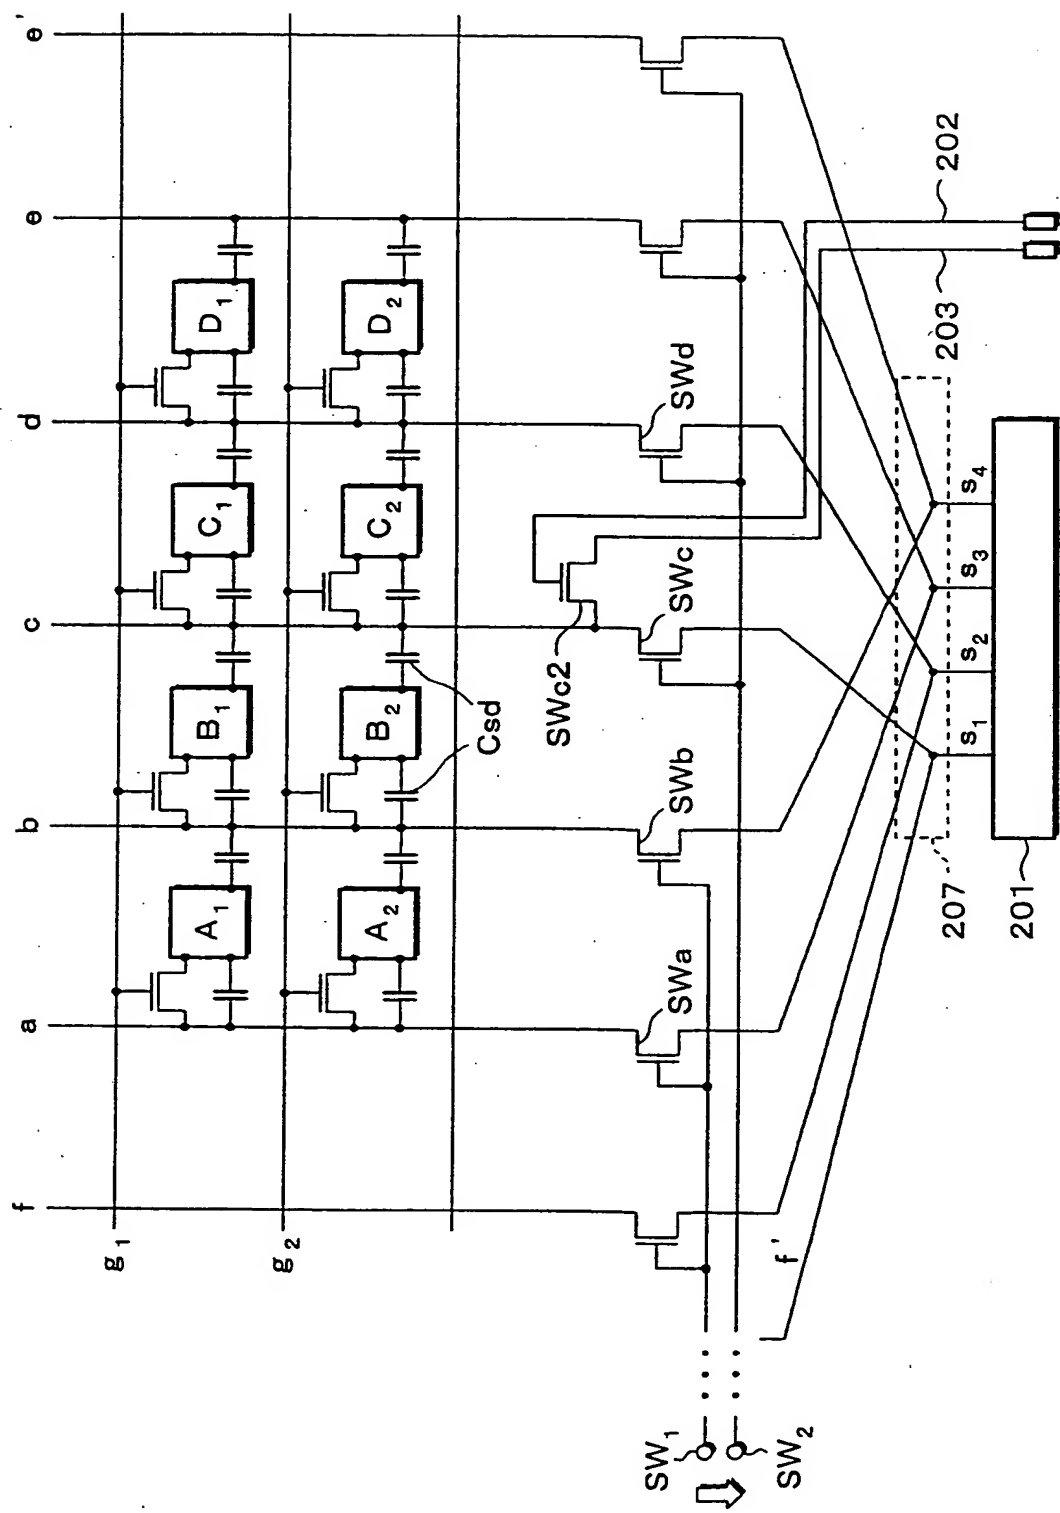 f a b c d e e'
g1
A1 B1 C1 D1
g2
A2 B2 C2 D2
Csd
SWc2
SWa SWb SWc SWd
SW1
SW2
f'
203 202
207
s1 s2 s3 s4
201